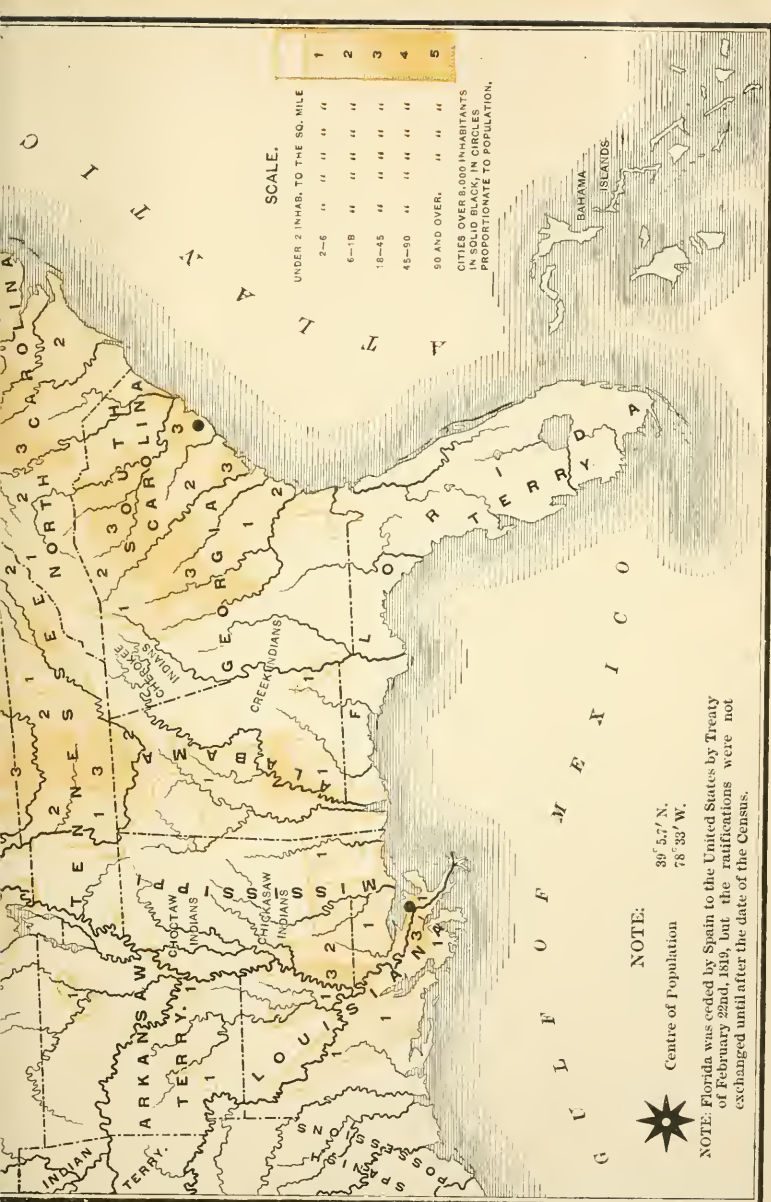 SCALE.
UNDER 2 INHAB. TO THE SQ. MILE 1
2–6 " " " " " 2
6–18 " " " " " 3
18–45 " " " " " 4
45–90 " " " " "
90 AND OVER. " " " 5
CITIES OVER 8,000 INHABITANTS
IN SOLID BLACK, IN CIRCLES
PROPORTIONATE TO POPULATION.
ATLANTIC O
BAHAMA
ISLANDS
NORTH CAROLINA
SOUTH
CAROLINA
TENNESSEE
GEORGIA
CHEROKEE
INDIANS
CREEK INDIANS
ALABAMA
MISSISSIPPI
CHOCTAW
INDIANS
CHICKASAW
INDIANS
ARKANSAW
TERRY.
LOUISIANA
INDIAN
TERRY.
SPANISH
POSSESSIONS
FLORIDA
TERRY
GULF OF MEXICO
NOTE:
Centre of Population 39° 5.7′ N.
78° 33′ W.
NOTE: Florida was ceded by Spain to the United States by Treaty
of February 22nd, 1819, but the ratifications were not
exchanged until after the date of the Census.